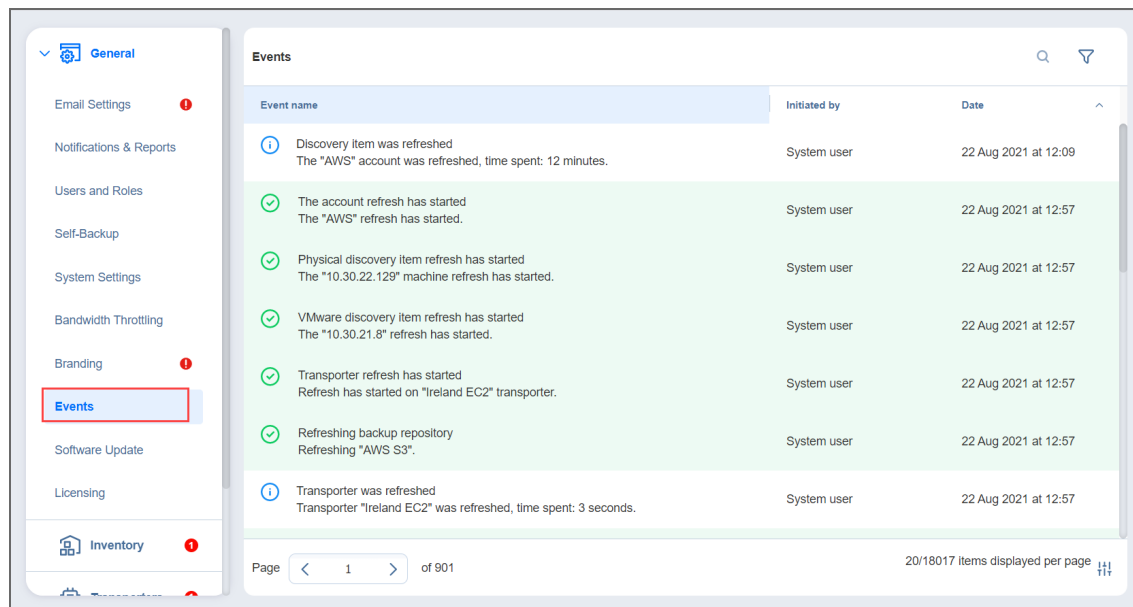 General
Email Settings
Notifications & Reports
Users and Roles
Self-Backup
System Settings
Bandwidth Throttling
Branding
Events
Software Update
Licensing
Inventory
1
Events
Event name
Initiated by
Date
Discovery item was refreshed
The "AWS" account was refreshed, time spent: 12 minutes.
System user
22 Aug 2021 at 12:09
The account refresh has started
The "AWS" refresh has started.
System user
22 Aug 2021 at 12:57
Physical discovery item refresh has started
The "10.30.22.129" machine refresh has started.
System user
22 Aug 2021 at 12:57
VMware discovery item refresh has started
The "10.30.21.8" refresh has started.
System user
22 Aug 2021 at 12:57
Transporter refresh has started
Refresh has started on "Ireland EC2" transporter.
System user
22 Aug 2021 at 12:57
Refreshing backup repository
Refreshing "AWS S3".
System user
22 Aug 2021 at 12:57
Transporter was refreshed
Transporter "Ireland EC2" was refreshed, time spent: 3 seconds.
System user
22 Aug 2021 at 12:57
Page
1
of 901
20/18017 items displayed per page